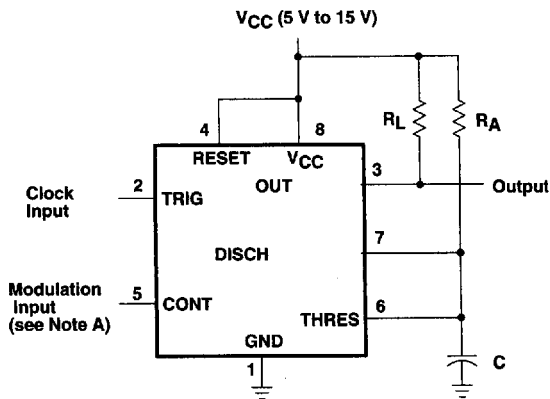 VCC (5 V to 15 V)
4
8
RL
RA
RESET
VCC
2
OUT
3
Clock
Input
TRIG
Output
7
DISCH
5
Modulation
Input
(see Note A)
CONT
6
THRES
GND
1
C